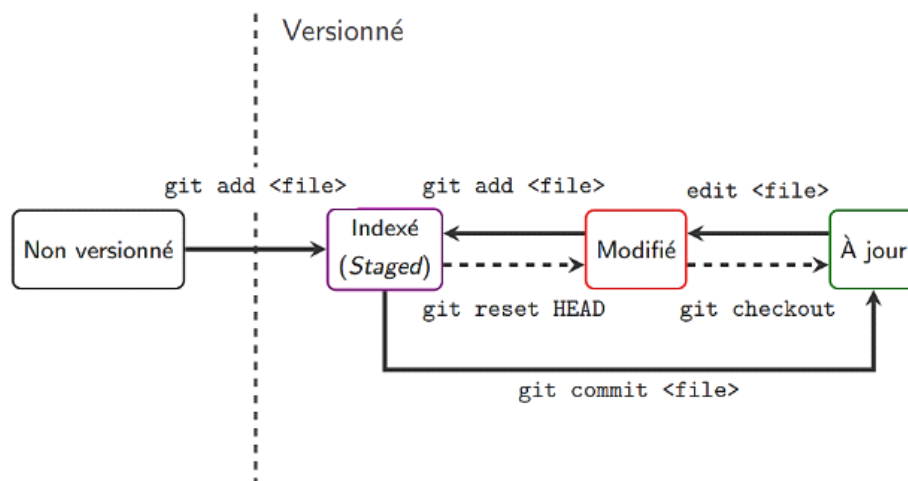 Versionné
git add <file>
git add <file>
edit <file>
Non versionné
Indexé
(Staged)
Modifié
À jour
git reset HEAD
git checkout
git commit <file>